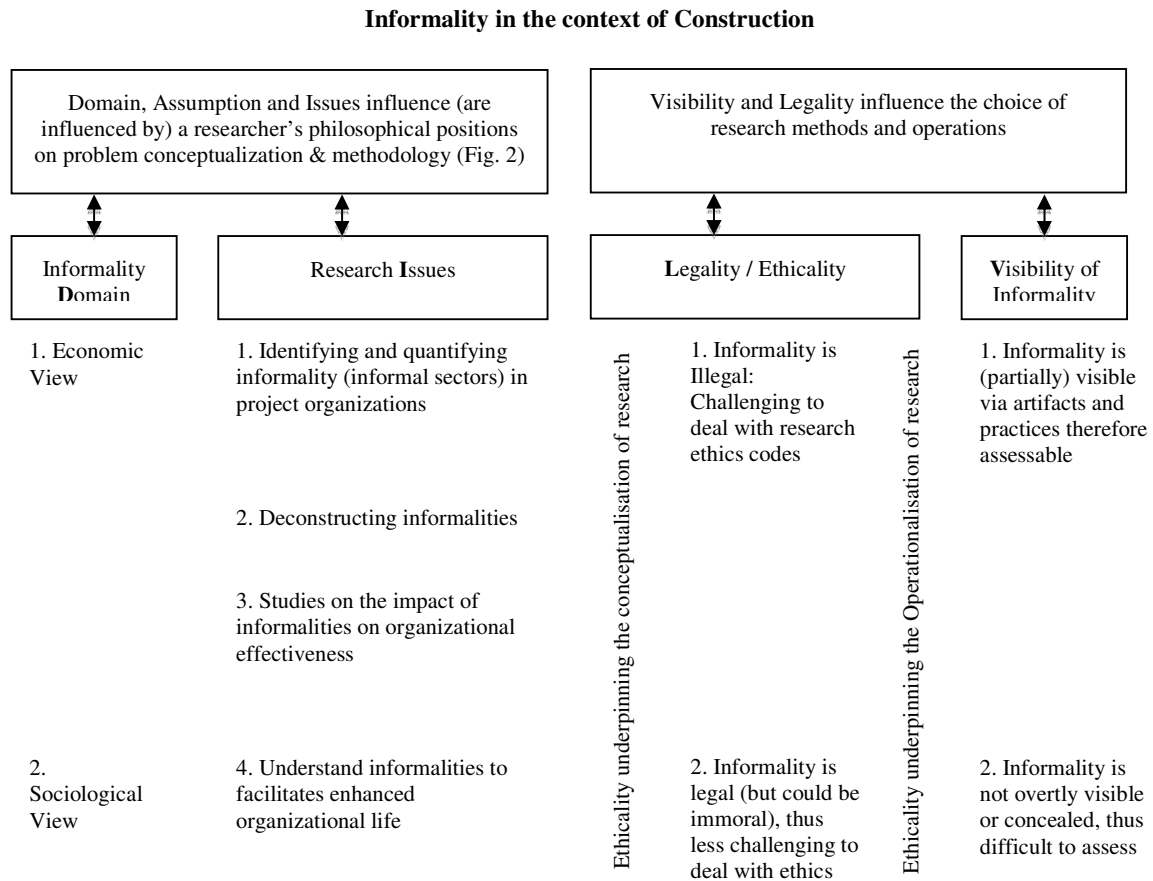 Informality in the context of Construction
Domain, Assumption and Issues influence (are
influenced by) a researcher's philosophical positions
on problem conceptualization & methodology (Fig. 2)
Visibility and Legality influence the choice of
research methods and operations
Informality
Domain
Research Issues
Legality / Ethicality
Visibility of
Informality
1. Economic
View
2.
Sociological
View
1. Identifying and quantifying
informality (informal sectors) in
project organizations
2. Deconstructing informalities
3. Studies on the impact of
informalities on organizational
effectiveness
4. Understand informalities to
facilitates enhanced
organizational life
Ethicality underpinning the conceptualisation of research
1. Informality is
Illegal:
Challenging to
deal with research
ethics codes
2. Informality is
legal (but could be
immoral), thus
less challenging to
deal with ethics
Ethicality underpinning the Operationalisation of research
1. Informality is
(partially) visible
via artifacts and
practices therefore
assessable
2. Informality is
not overtly visible
or concealed, thus
difficult to assess